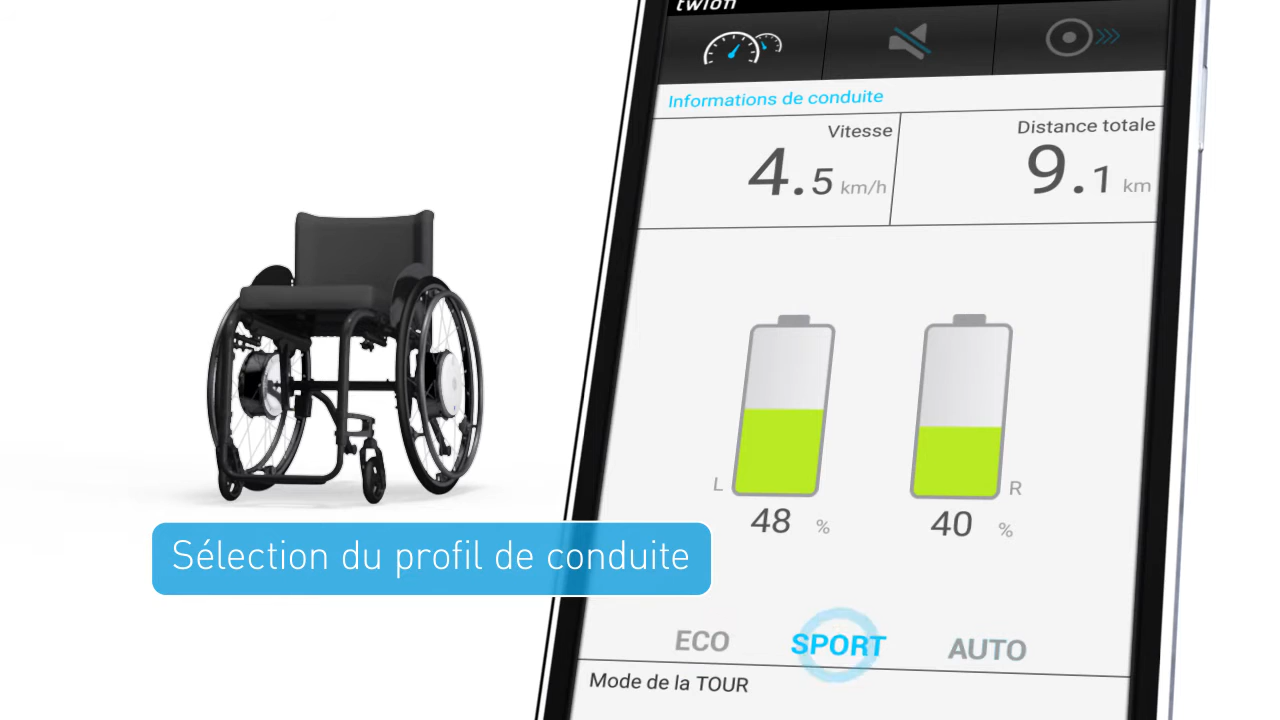 twion
Informations de conduite
Vitesse
4.5 km/h
Distance totale
9.1 km
L
R
48 %
40 %
Sélection du profil de conduite
ECO SPORT AUTO
Mode de la TOUR